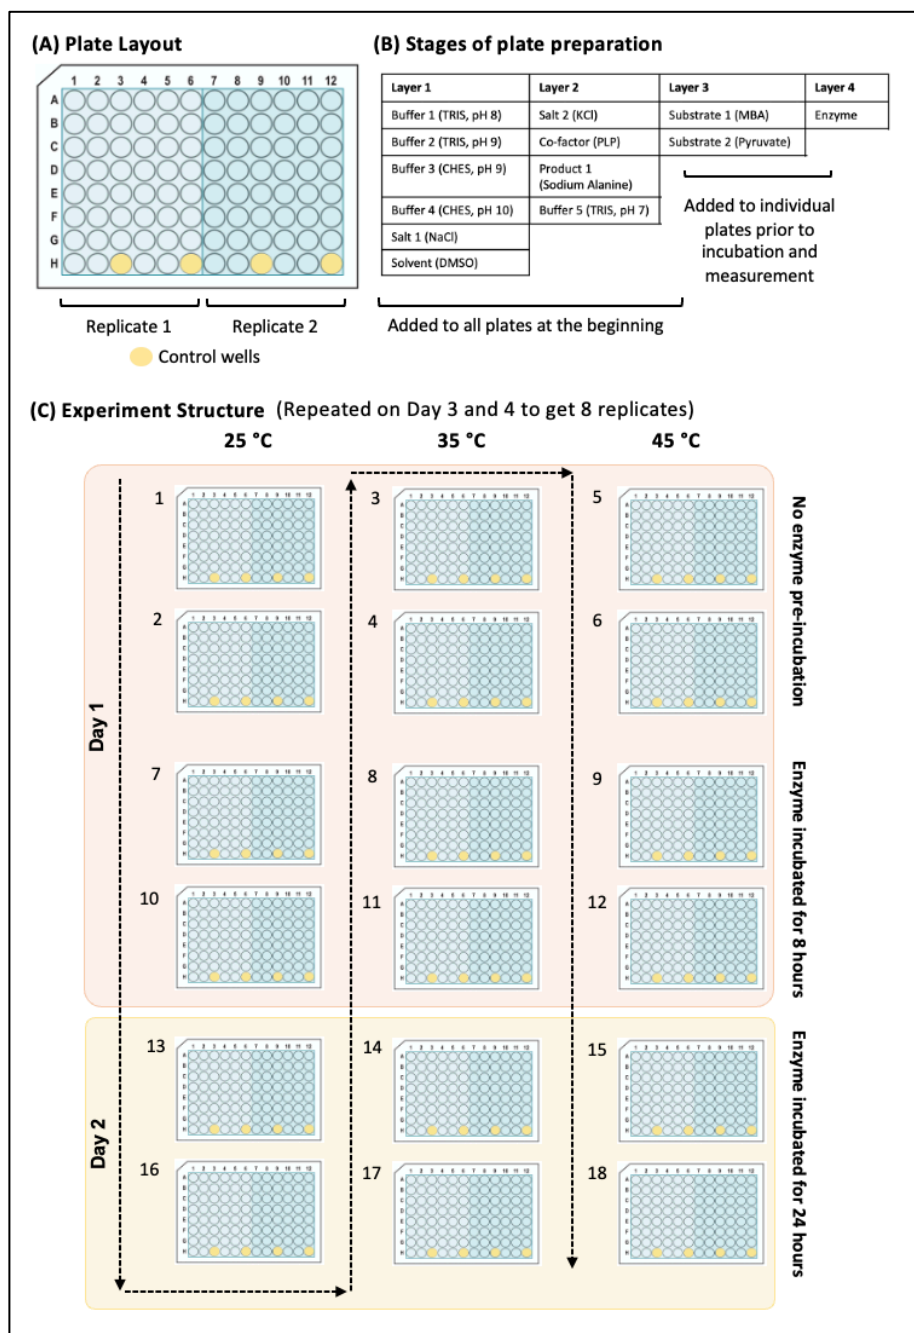 (A) Plate Layout
1 2 3 4 5 6 7 8 9 10 11 12
A
B
C
D
E
F
G
H
Replicate 1 Replicate 2
Control wells
(B) Stages of plate preparation
Layer 1 Layer 2 Layer 3 Layer 4
Buffer 1 (TRIS, pH 8) Salt 2 (KCl) Substrate 1 (MBA) Enzyme
Buffer 2 (TRIS, pH 9) Co-factor (PLP) Substrate 2 (Pyruvate)
Buffer 3 (CHES, pH 9) Product 1
(Sodium Alanine)
Buffer 4 (CHES, pH 10) Buffer 5 (TRIS, pH 7)
Salt 1 (NaCl)
Solvent (DMSO)
Added to individual
plates prior to
incubation and
measurement
Added to all plates at the beginning
(C) Experiment Structure (Repeated on Day 3 and 4 to get 8 replicates)
25 °C 35 °C 45 °C
1 3 5
2 4 6
No enzyme pre-incubation
Day 1
7 8 9
10 11 12
Enzyme incubated for 8 hours
13 14 15
Day 2
16 17 18
Enzyme incubated for 24 hours